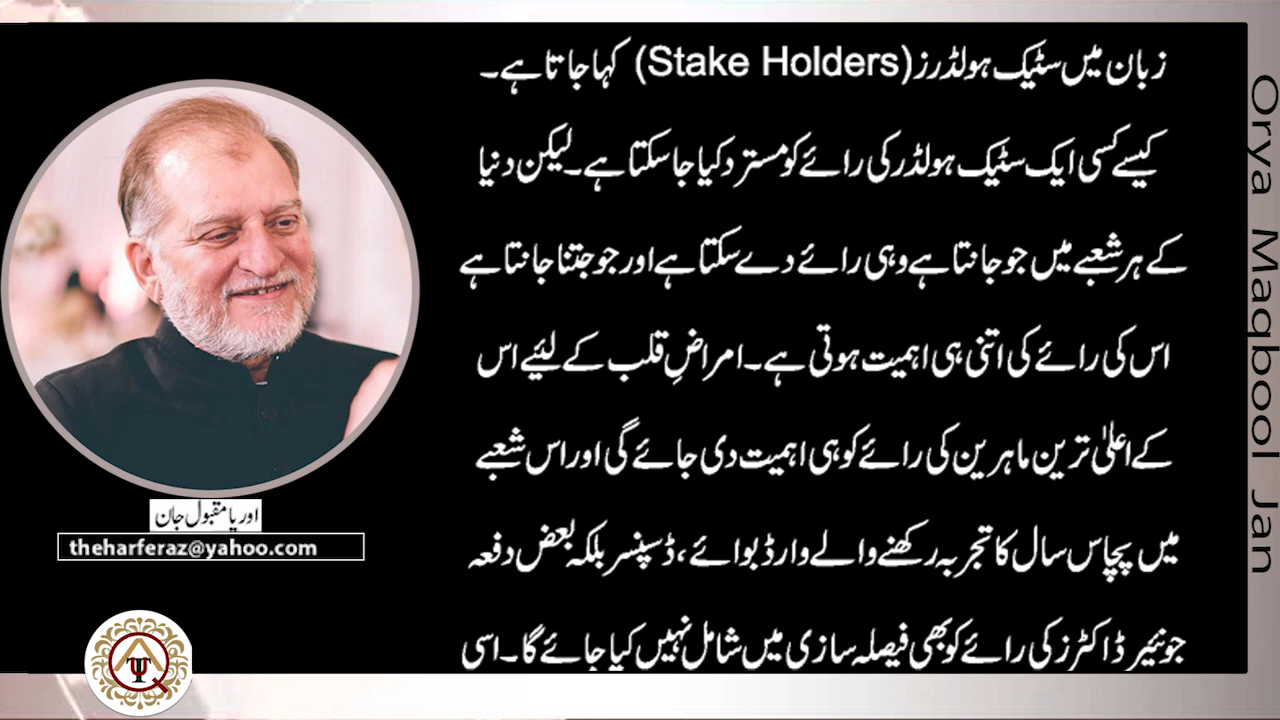 زبان میں سٹیک ہولڈرز (Stake Holders) کہا جاتا ہے۔
کیسے کسی ایک سٹیک ہولڈر کی رائے کو مسترد کیا جا سکتا ہے۔ لیکن دنیا
کے ہر شعبے میں جو جانتا ہے وہی رائے دے سکتا ہے اور جو جتنا جانتا ہے
اس کی رائے کی اتنی ہی اہمیت ہوتی ہے۔ امراضِ قلب کے لیئے اس
کے اعلیٰ ترین ماہرین کی رائے کو ہی اہمیت دی جائے گی اور اس شعبے
میں پچاس سال کا تجربہ رکھنے والے وارڈ بوائے، ڈسپنسر بلکہ بعض دفعہ
جونئیر ڈاکٹرز کی رائے کو بھی فیصلہ سازی میں شامل نہیں کیا جائے گا۔ اسی
اوریا مقبول جان
theharferaz@yahoo.com
Orya Maqbool Jan